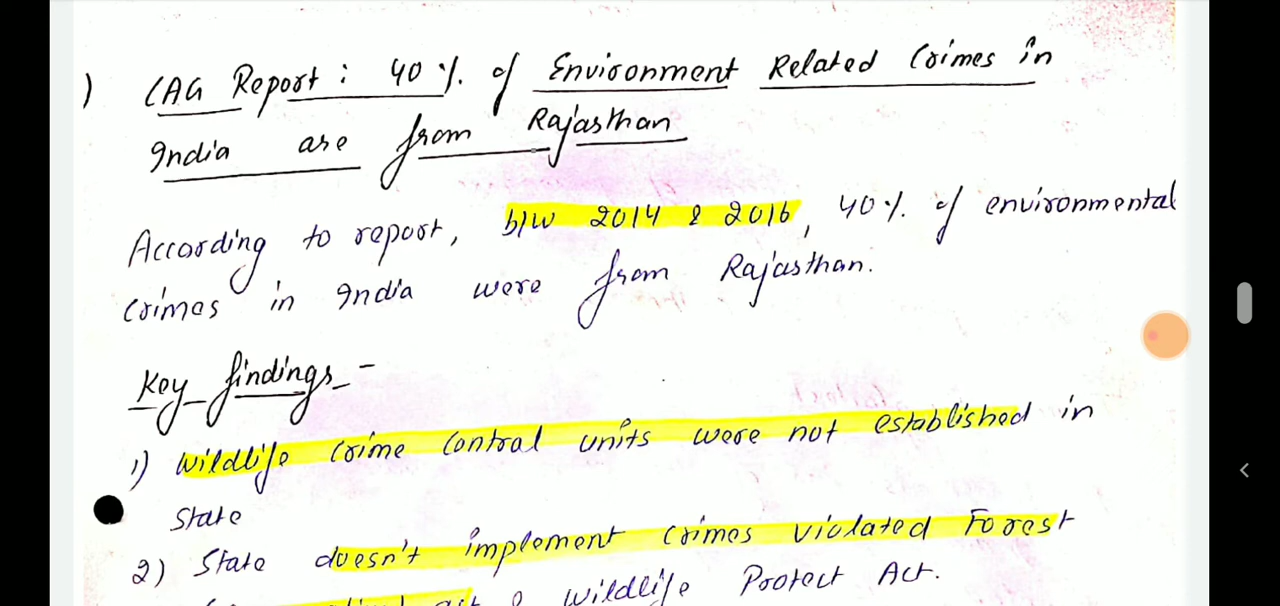 ) CAG Report : 40 %. of Environment Related Crimes in
India are from Rajasthan
According to report, b/w 2014 & 2016, 40%. of environmental
crimes in India were from Rajasthan.
Key findings -
1) Wildlife crime control units were not established in
State
2) State doesn't implement crimes violated Forest
act & Wildlife Protect Act.